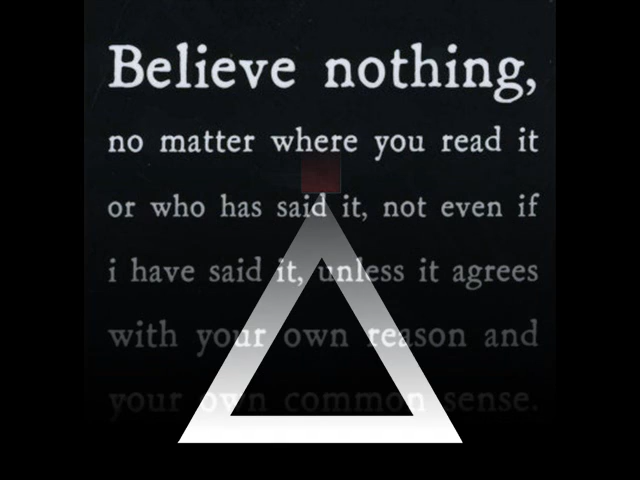 Believe nothing,
no matter where you read it
or who has said it, not even if
i have said it, unless it agrees
with your own reason and
your own common sense.